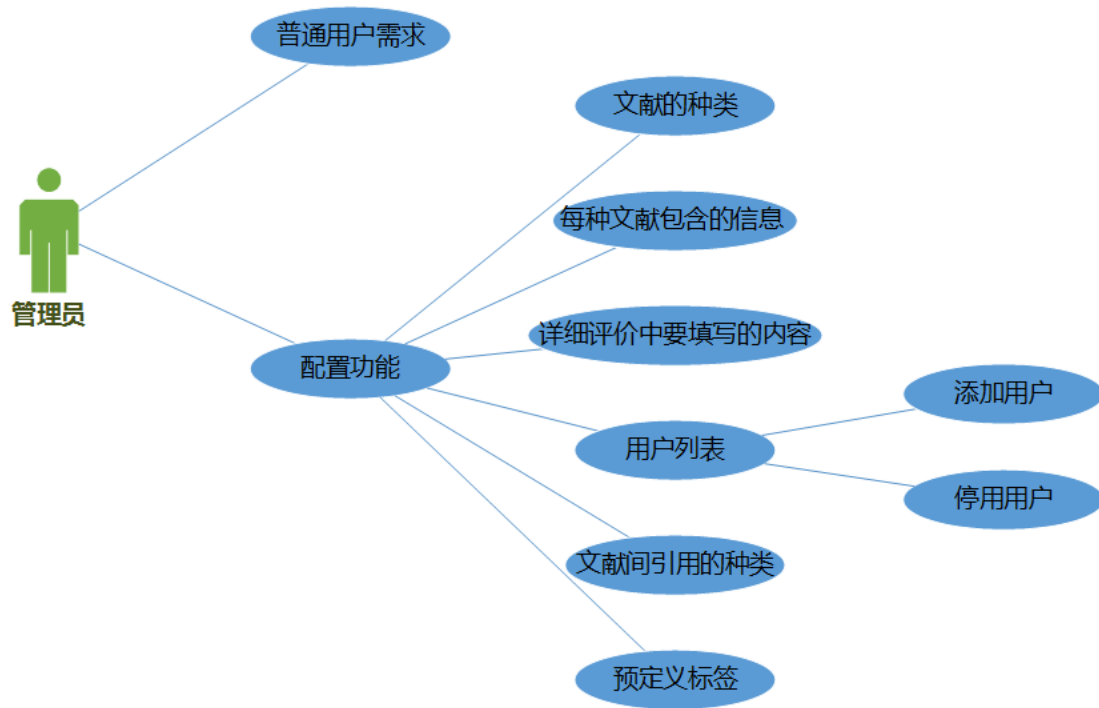 普通用户需求
文献的种类
每种文献包含的信息
管理员
详细评价中要填写的内容
配置功能
添加用户
用户列表
停用用户
文献间引用的种类
预定义标签